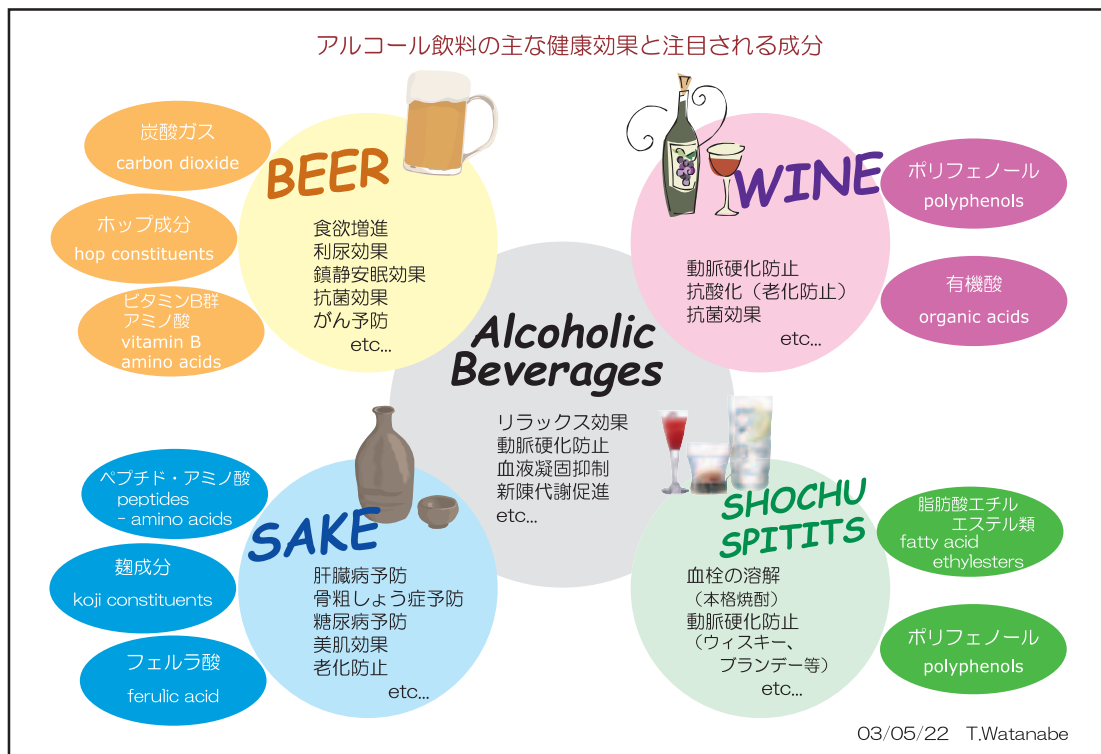 アルコール飲料の主な健康効果と注目される成分
炭酸ガス
carbon dioxide
ホップ成分
hop constituents
ビタミンB群
アミノ酸
vitamin B
amino acids
BEER
食欲増進
利尿効果
鎮静安眠効果
抗菌効果
がん予防
etc...
WINE
動脈硬化防止
抗酸化（老化防止）
抗菌効果
etc...
ポリフェノール
polyphenols
有機酸
organic acids
Alcoholic
Beverages
リラックス効果
動脈硬化防止
血液凝固抑制
新陳代謝促進
etc...
ペプチド・アミノ酸
peptides
- amino acids
麹成分
koji constituents
フェルラ酸
ferulic acid
SAKE
肝臓病予防
骨粗しょう症予防
糖尿病予防
美肌効果
老化防止
etc...
SHOCHU
SPITITS
血栓の溶解
（本格焼酎）
動脈硬化防止
（ウィスキー、
ブランデー等）
etc...
脂肪酸エチル
エステル類
fatty acid
ethylesters
ポリフェノール
polyphenols
03/05/22 T.Watanabe